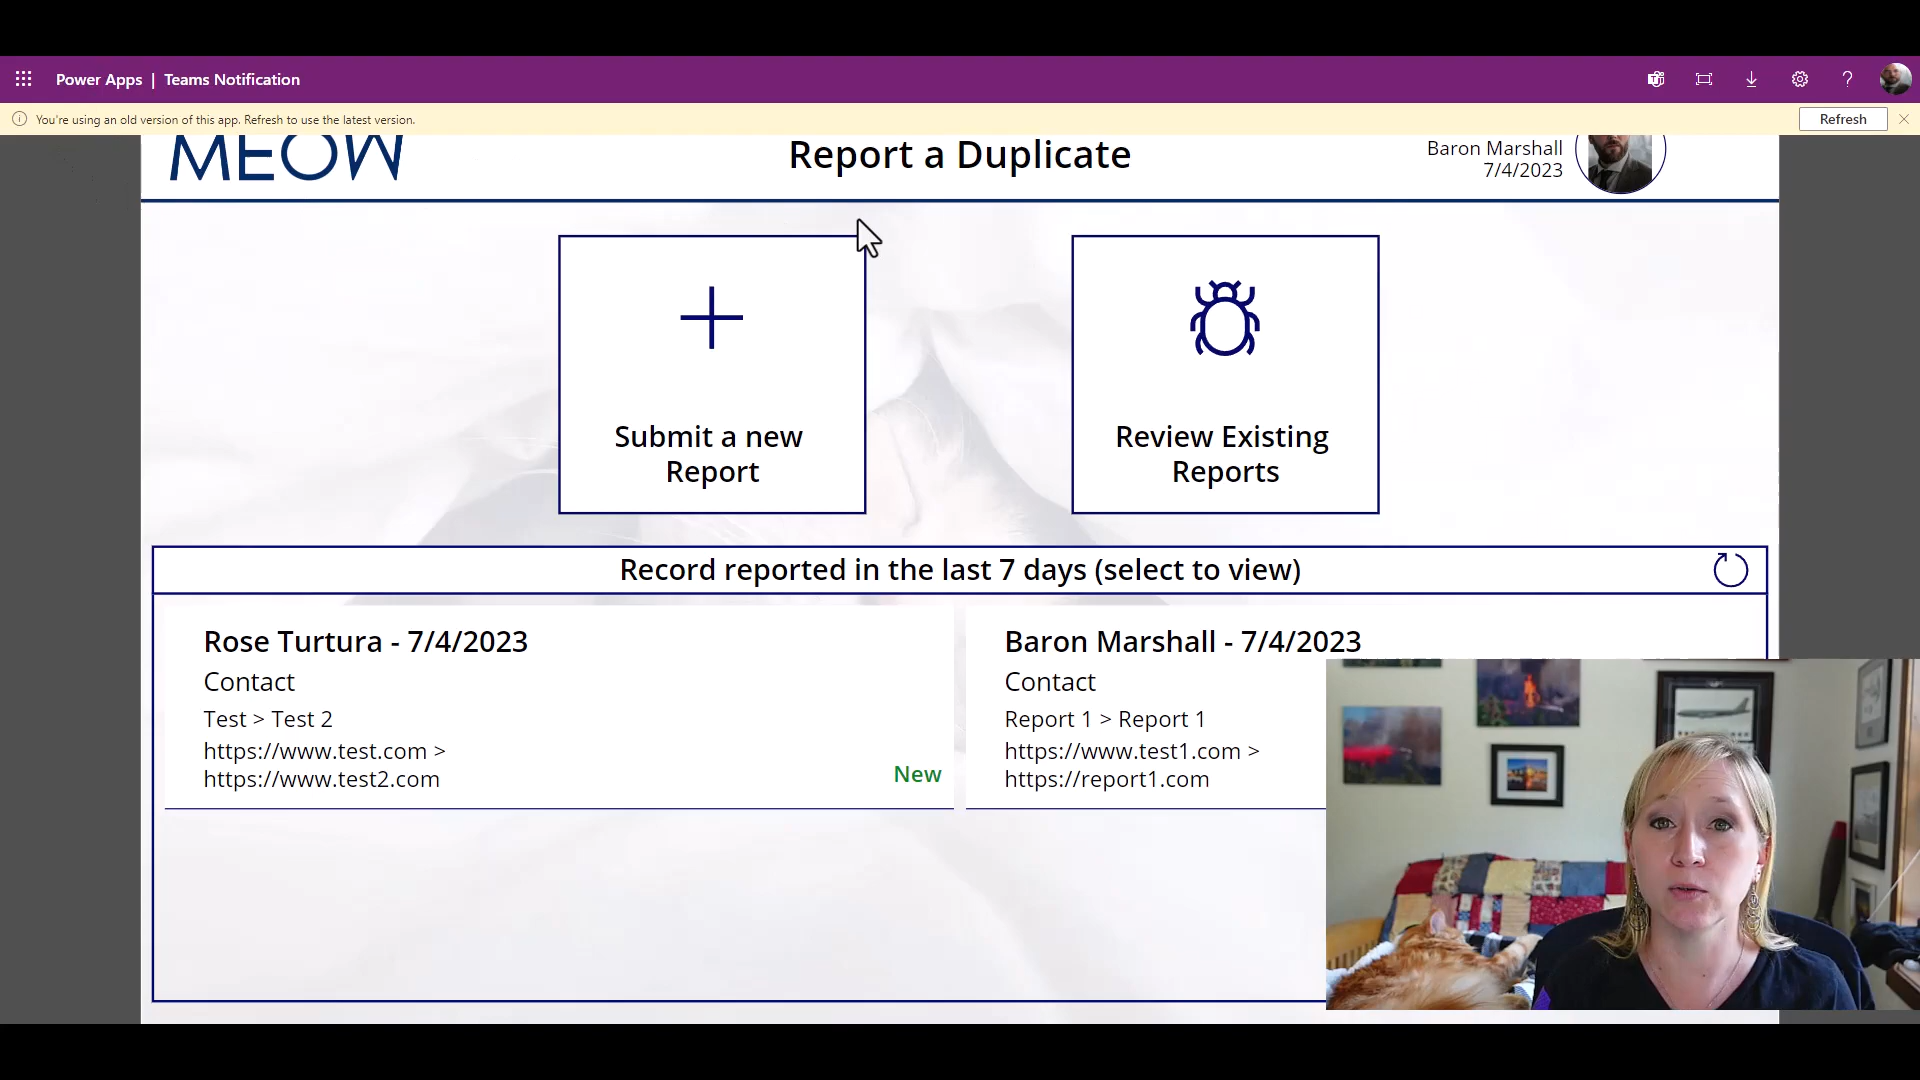 Power Apps | Teams Notification
You're using an old version of this app. Refresh to use the latest version.
Refresh
MEOW
Report a Duplicate
Baron Marshall
7/4/2023
Submit a new
Report
Review Existing
Reports
Record reported in the last 7 days (select to view)
Rose Turtura - 7/4/2023
Contact
Test > Test 2
https://www.test.com >
https://www.test2.com
New
Baron Marshall - 7/4/2023
Contact
Report 1 > Report 1
https://www.test1.com >
https://report1.com